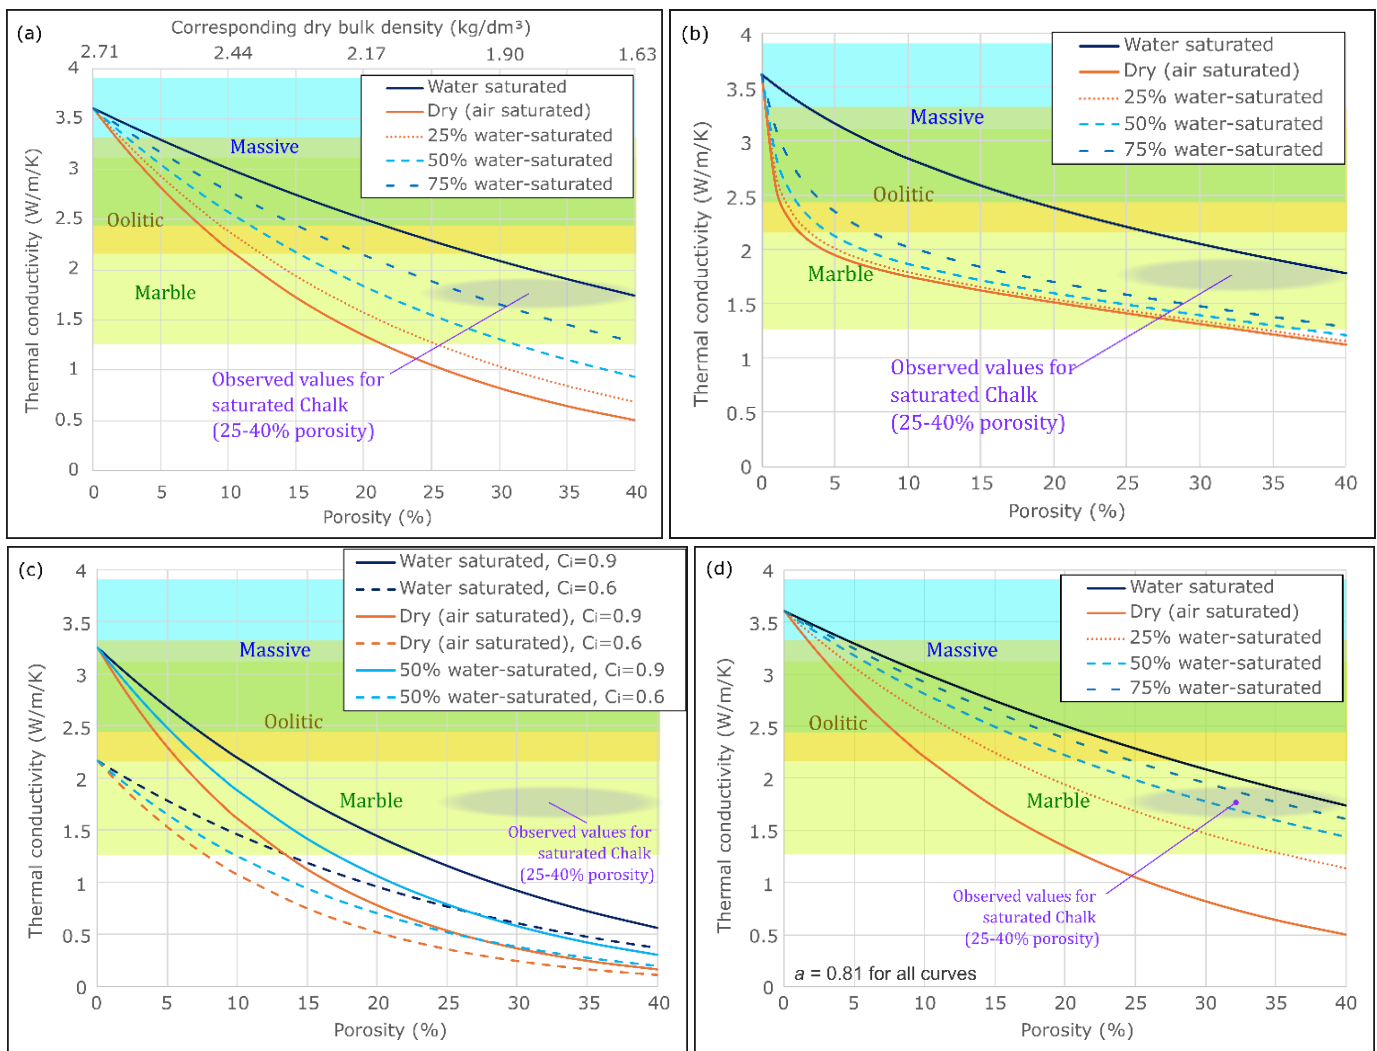 (a)
Corresponding dry bulk density (kg/dm³)
2.71 2.44 2.17 1.90 1.63
Water saturated
Dry (air saturated)
25% water-saturated
50% water-saturated
75% water-saturated
Massive
Oolitic
Marble
Observed values for
saturated Chalk
(25-40% porosity)
Thermal conductivity (W/m/K)
4
3.5
3
2.5
2
1.5
1
0.5
0
0 5 10 15 20 25 30 35 40
Porosity (%)
(b)
Water saturated
Dry (air saturated)
25% water-saturated
50% water-saturated
75% water-saturated
Massive
Oolitic
Marble
Observed values for
saturated Chalk
(25-40% porosity)
Thermal conductivity (W/m/K)
4
3.5
3
2.5
2
1.5
1
0.5
0
0 5 10 15 20 25 30 35 40
Porosity (%)
(c)
Water saturated, Ci=0.9
Water saturated, Ci=0.6
Dry (air saturated), Ci=0.9
Dry (air saturated), Ci=0.6
50% water-saturated, Ci=0.9
50% water-saturated, Ci=0.6
Massive
Oolitic
Marble
Observed values for
saturated Chalk
(25-40% porosity)
Thermal conductivity (W/m/K)
4
3.5
3
2.5
2
1.5
1
0.5
0
0 5 10 15 20 25 30 35 40
Porosity (%)
(d)
Water saturated
Dry (air saturated)
25% water-saturated
50% water-saturated
75% water-saturated
Massive
Oolitic
Marble
Observed values for
saturated Chalk
(25-40% porosity)
a = 0.81 for all curves
Thermal conductivity (W/m/K)
4
3.5
3
2.5
2
1.5
1
0.5
0
0 5 10 15 20 25 30 35 40
Porosity (%)